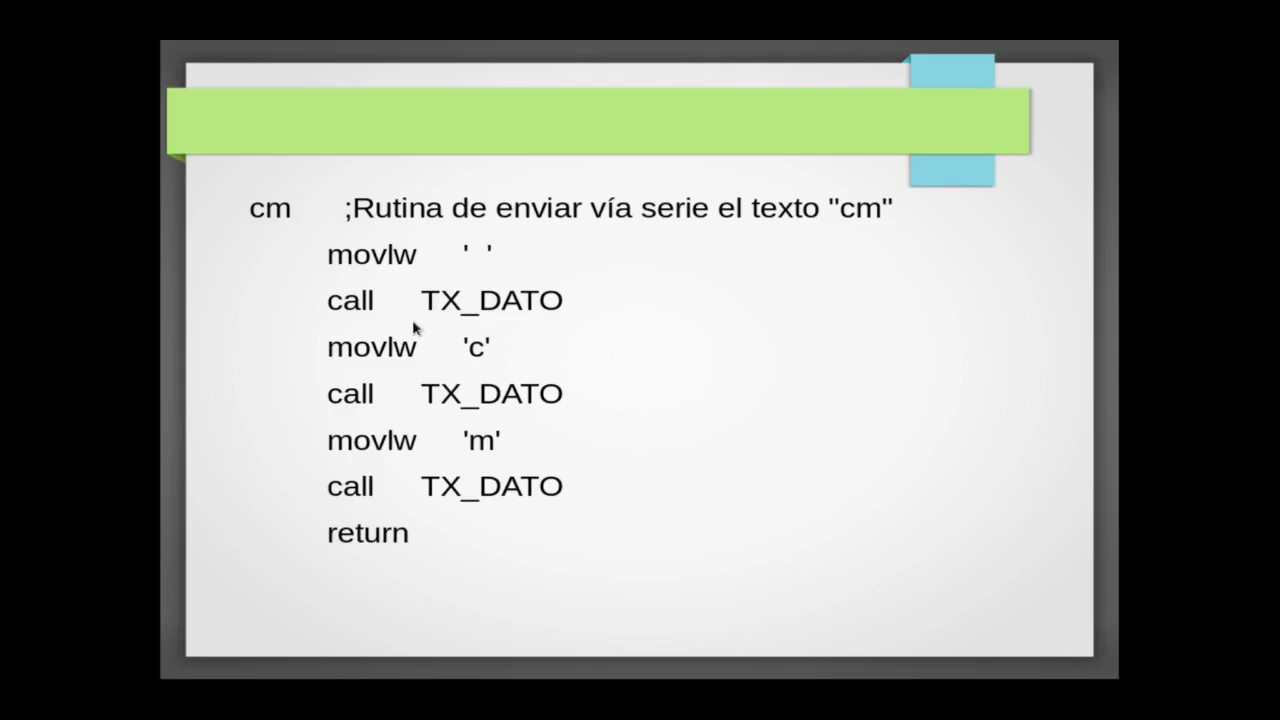 cm ;Rutina de enviar vía serie el texto "cm"
movlw ' '
call TX_DATO
movlw 'c'
call TX_DATO
movlw 'm'
call TX_DATO
return